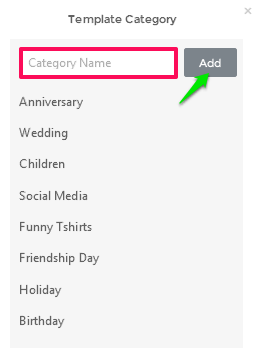 Template Category
×
Category Name
Add
Anniversary
Wedding
Children
Social Media
Funny Tshirts
Friendship Day
Holiday
Birthday